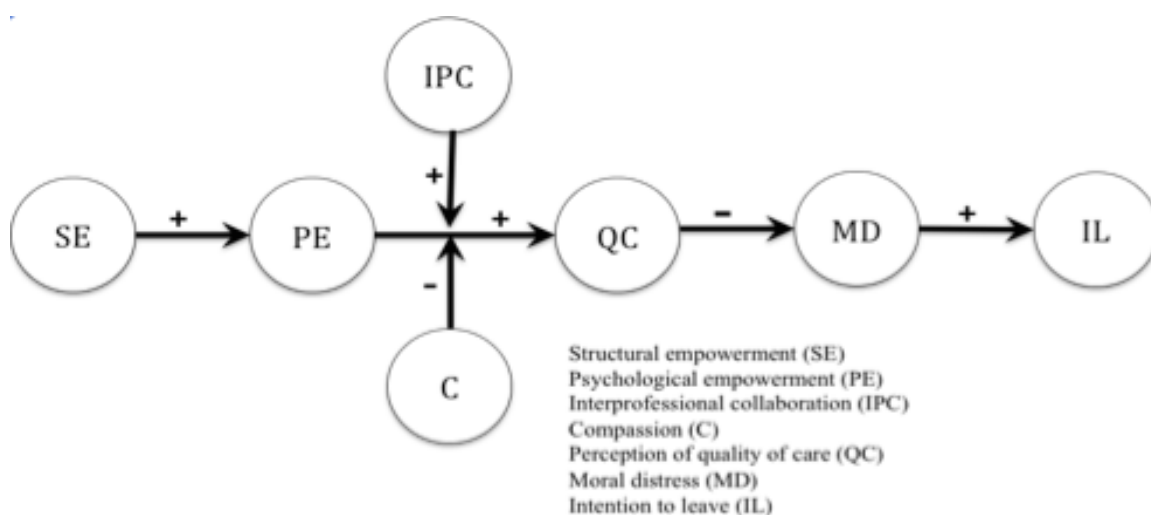 IPC
+
SE + PE + QC - MD + IL
-
C
Structural empowerment (SE)
Psychological empowerment (PE)
Interprofessional collaboration (IPC)
Compassion (C)
Perception of quality of care (QC)
Moral distress (MD)
Intention to leave (IL)